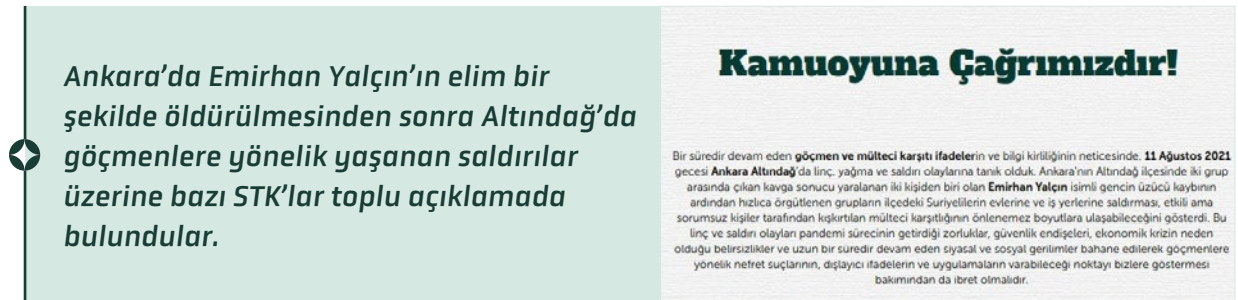 Ankara’da Emirhan Yalçın’ın elim bir
şekilde öldürülmesinden sonra Altındağ’da
göçmenlere yönelik yaşanan saldırılar
üzerine bazı STK’lar toplu açıklamada
bulundular.
Kamuoyuna Çağrımızdır!
Bir süredir devam eden göçmen ve mülteci karşıtı ifadelerin ve bilgi kirliliğinin neticesinde, 11 Ağustos 2021
gecesi Ankara Altındağ'da linç, yağma ve saldırı olaylarına tanık olduk. Ankara'nın Altındağ ilçesinde iki grup
arasında çıkan kavga sonucu yaralanan iki kişiden biri olan Emirhan Yalçın isimli gencin üzücü kaybının
ardından hızlıca örgütlenen grupların ilçedeki Suriyelilerin evlerine ve iş yerlerine saldırması, etkili ama
sorumsuz kişiler tarafından kışkırtılan mülteci karşıtlığının önlenemez boyutlara ulaşabileceğini gösterdi. Bu
linç ve saldırı olayları pandemi sürecinin getirdiği zorluklar, güvenlik endişeleri, ekonomik krizin neden
olduğu belirsizlikler ve uzun bir süredir devam eden siyasal ve sosyal gerilimler bahane edilerek göçmenlere
yönelik nefret suçlarının, dışlayıcı ifadelerin ve uygulamaların varabileceği noktayı bizlere göstermesi
bakımından da ibret olmalıdır.